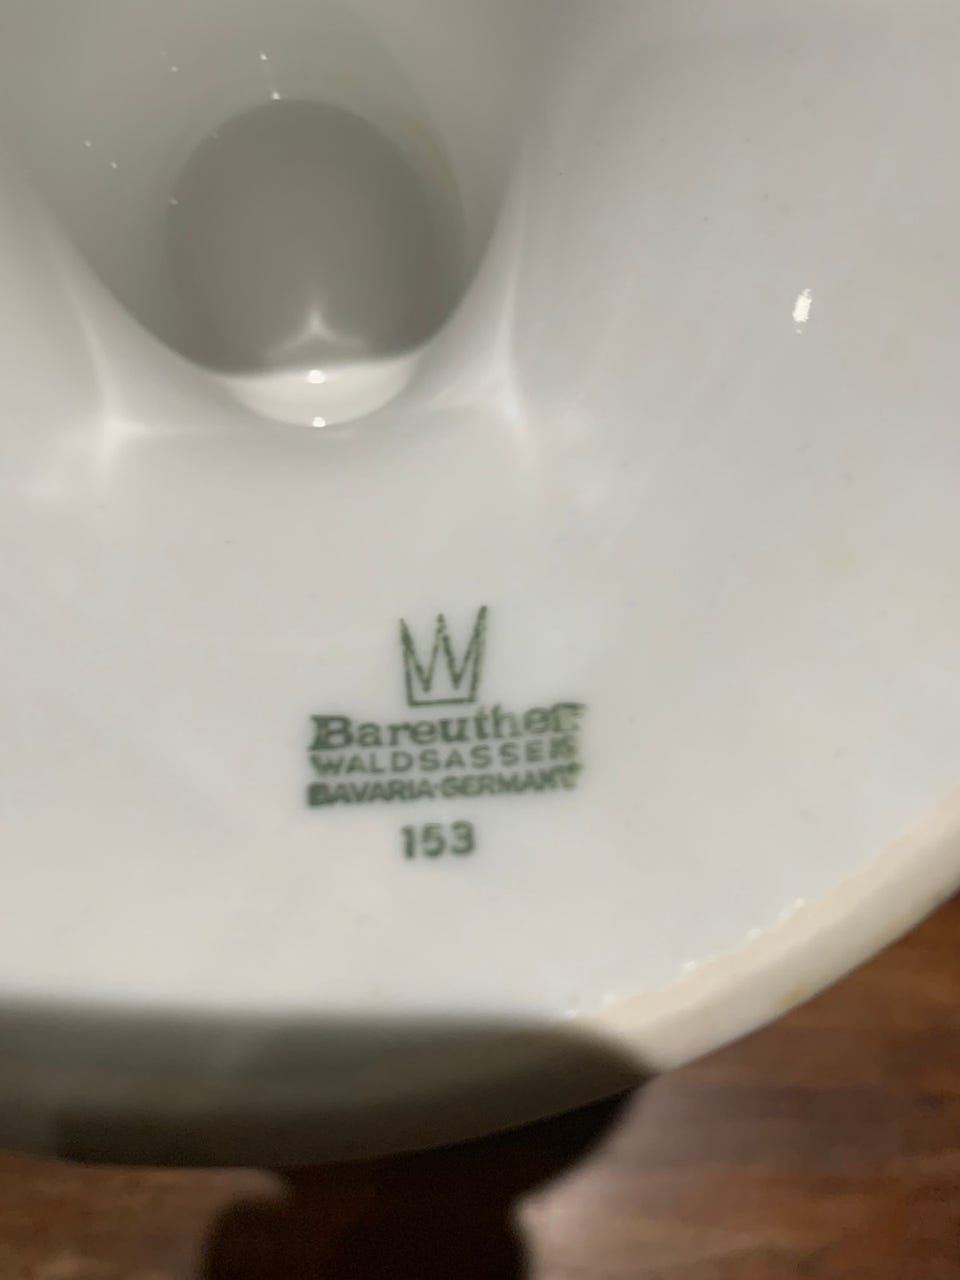 Bareuther
WALDSASSEN
BAVARIA-GERMANY
153